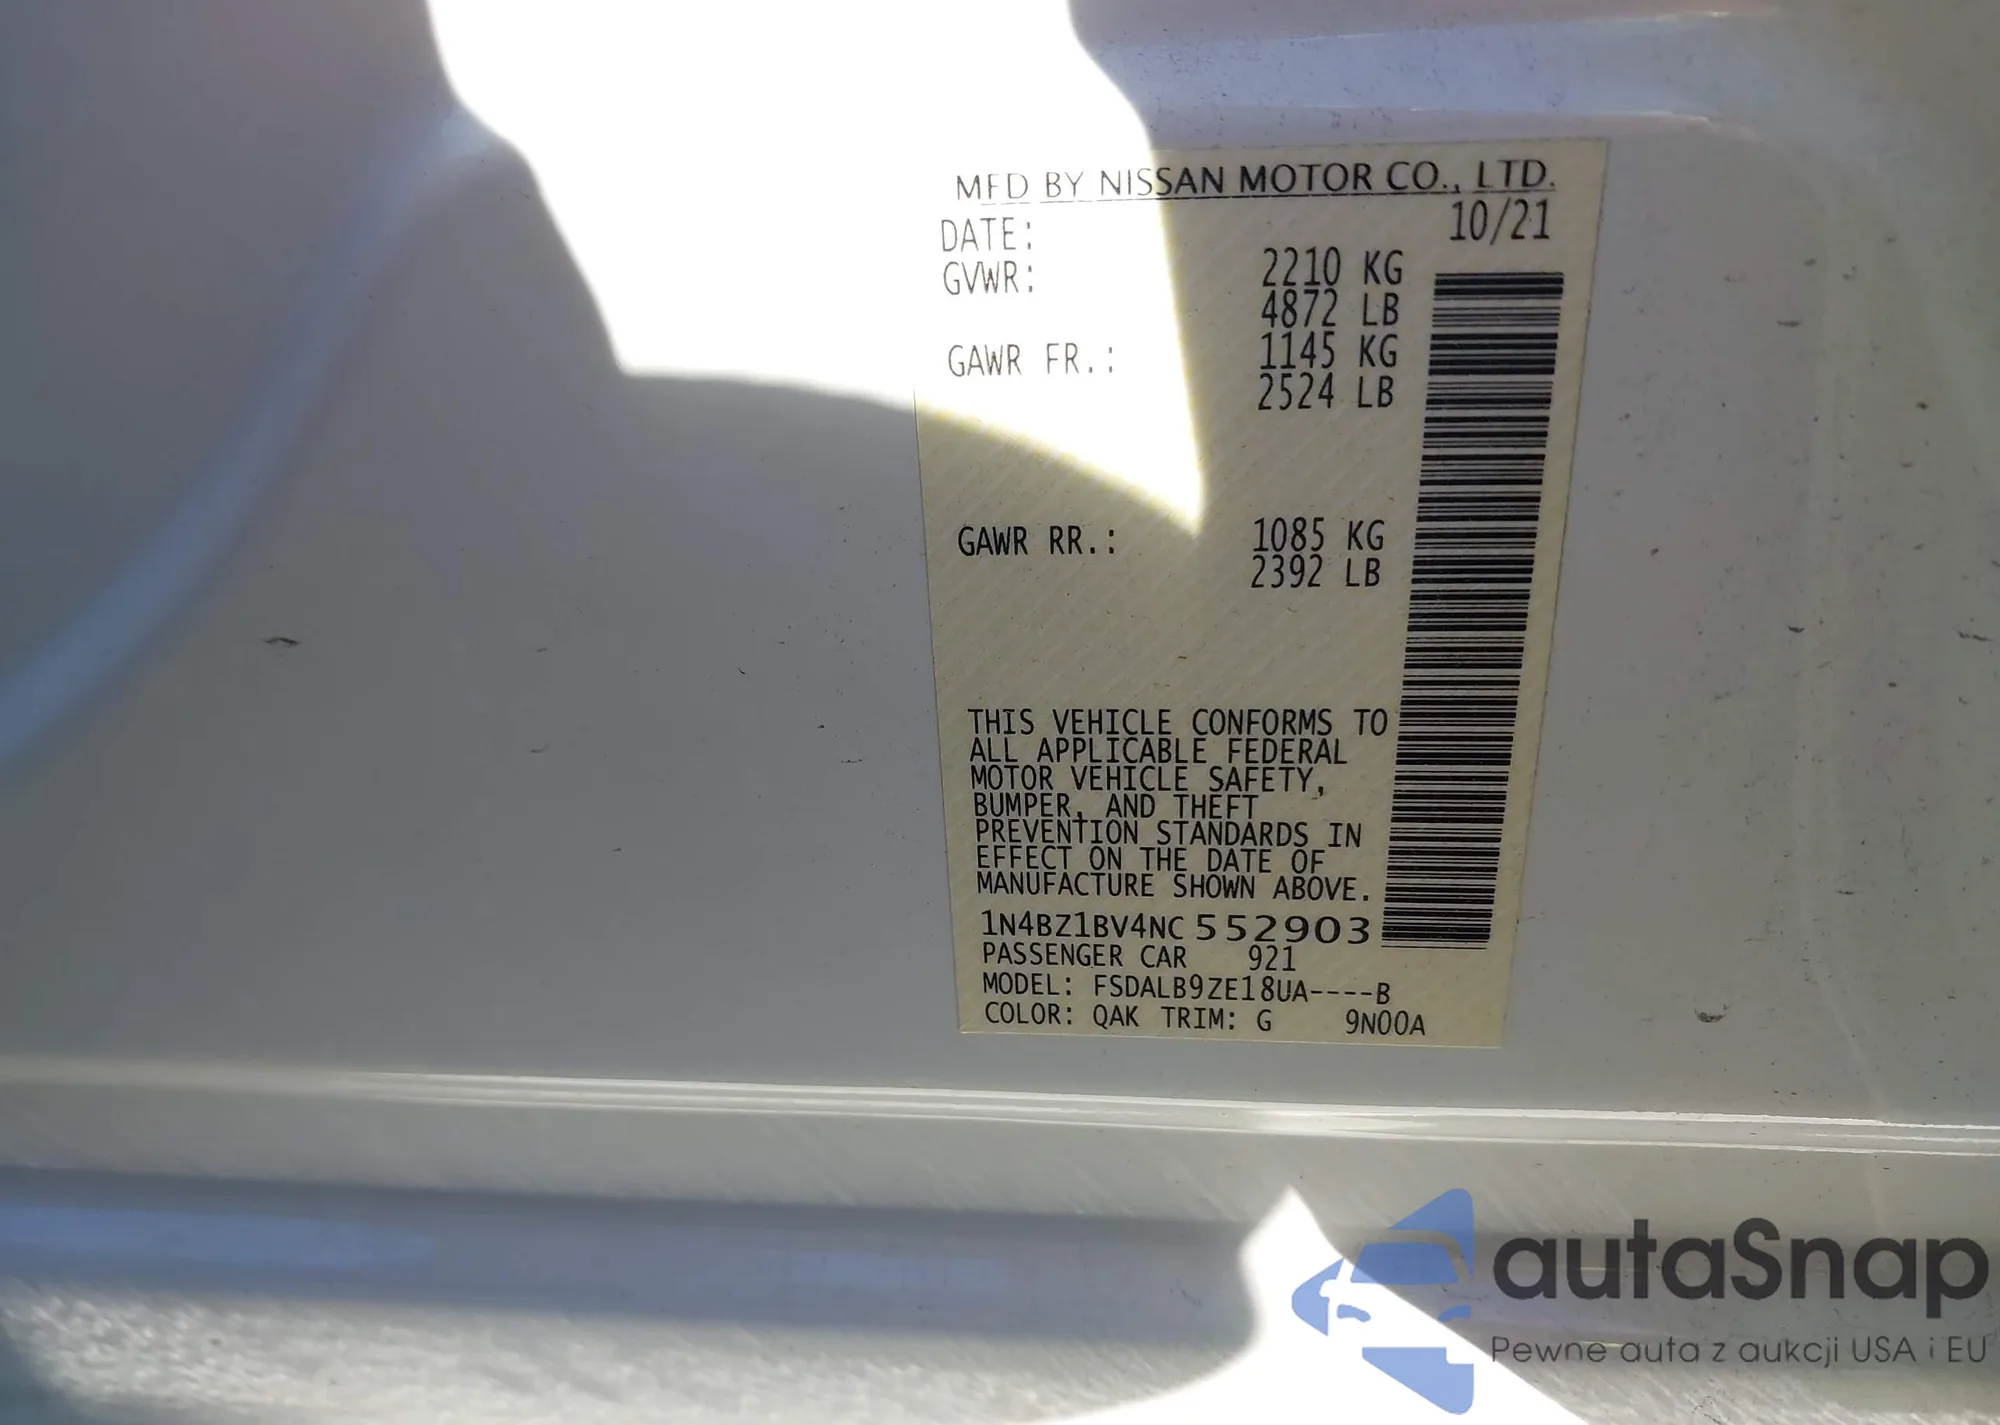 MFD BY NISSAN MOTOR CO., LTD.
DATE: 10/21
GVWR: 2210 KG
4872 LB
GAWR FR.: 1145 KG
2524 LB
GAWR RR.: 1085 KG
2392 LB
THIS VEHICLE CONFORMS TO
ALL APPLICABLE FEDERAL
MOTOR VEHICLE SAFETY,
BUMPER, AND THEFT
PREVENTION STANDARDS IN
EFFECT ON THE DATE OF
MANUFACTURE SHOWN ABOVE.
1N4BZ1BV4NC552903
PASSENGER CAR 921
MODEL: FSDALB9ZE18UA----B
COLOR: QAK TRIM: G 9N00A
autaSnap
Pewne auta z aukcji USA i EU